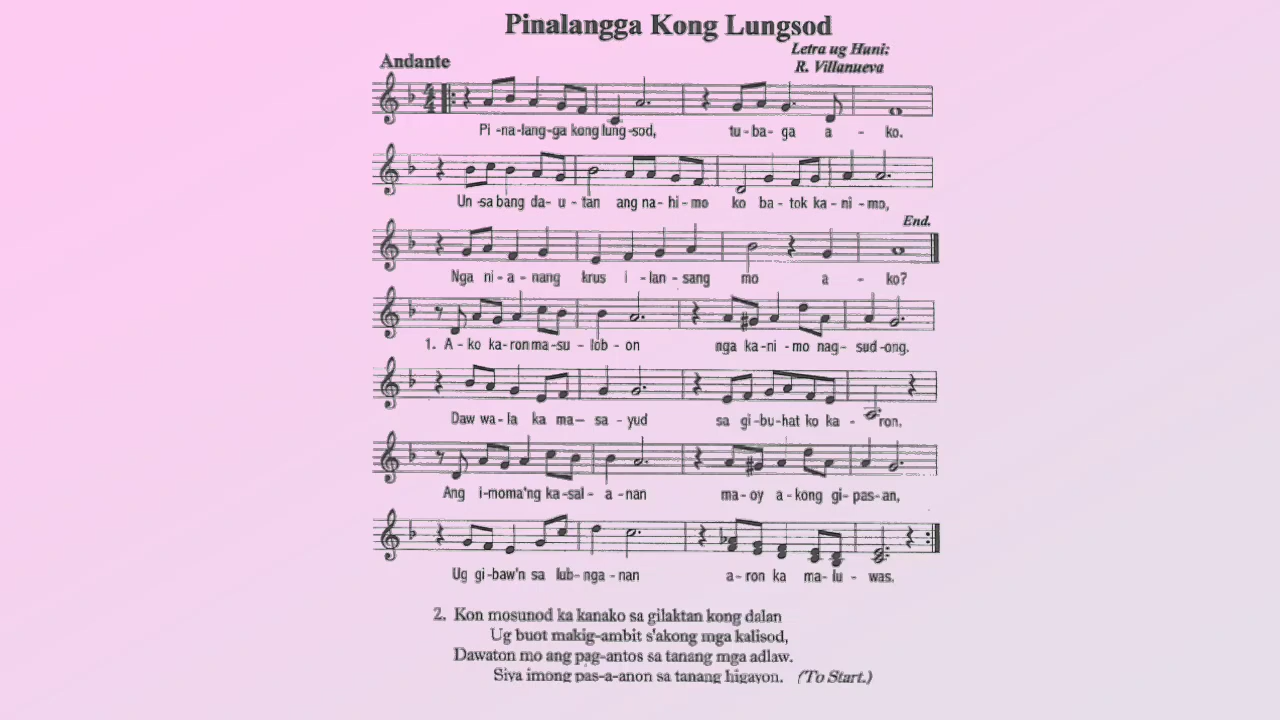 Pinalangga Kong Lungsod
Letra ug Huni:
R. Villanueva
Andante
Pi -na-lang-ga kong lung-sod, tu-ba-ga a - ko.
Un -sa bang da- u - tan ang na-hi-mo ko ba-tok ka-ni-mo,
End.
Nga ni-a-nang krus i -lan-sang mo a - ko?
1. A-ko ka-ron ma-su - lob - on nga ka-ni-mo nag- sud-ong.
Daw wa-la ka ma- sa - yud sa gi-bu-hat ko ka - ron.
Ang i-moma'ng ka-sal- a -nan ma-oy a-kong gi-pas-an,
Ug gi-baw'n sa lub-nga-nan a-ron ka ma-lu - was.
2. Kon mosunod ka kanako sa gilaktan kong dalan
Ug buot makig-ambit s'akong mga kalisod,
Dawaton mo ang pag-antos sa tanang mga adlaw.
Siya imong pas-a-anon sa tanang higayon. (To Start.)